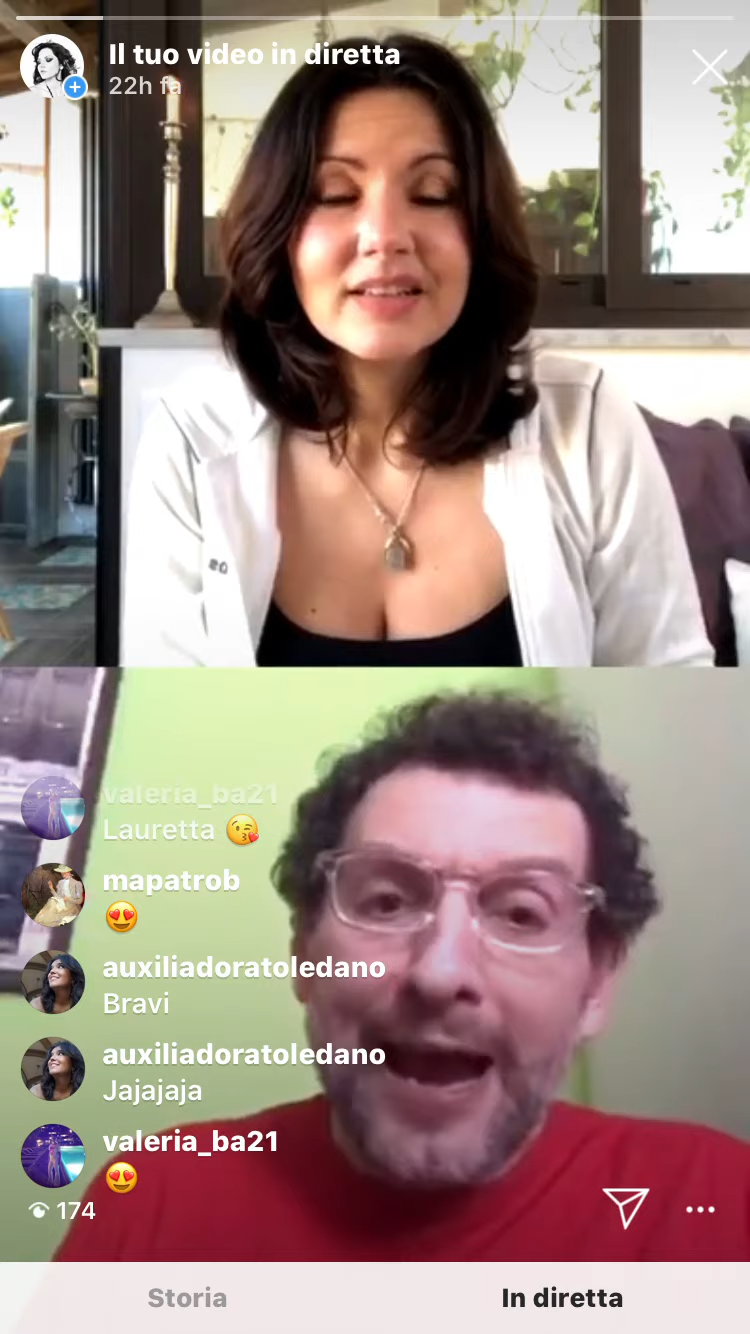 Il tuo video in diretta
22h fa
valeria_ba21
Lauretta 😘
mapatrob
😍
auxiliadoratoledano
Bravi
auxiliadoratoledano
Jajajaja
valeria_ba21
😍
174
Storia
In diretta